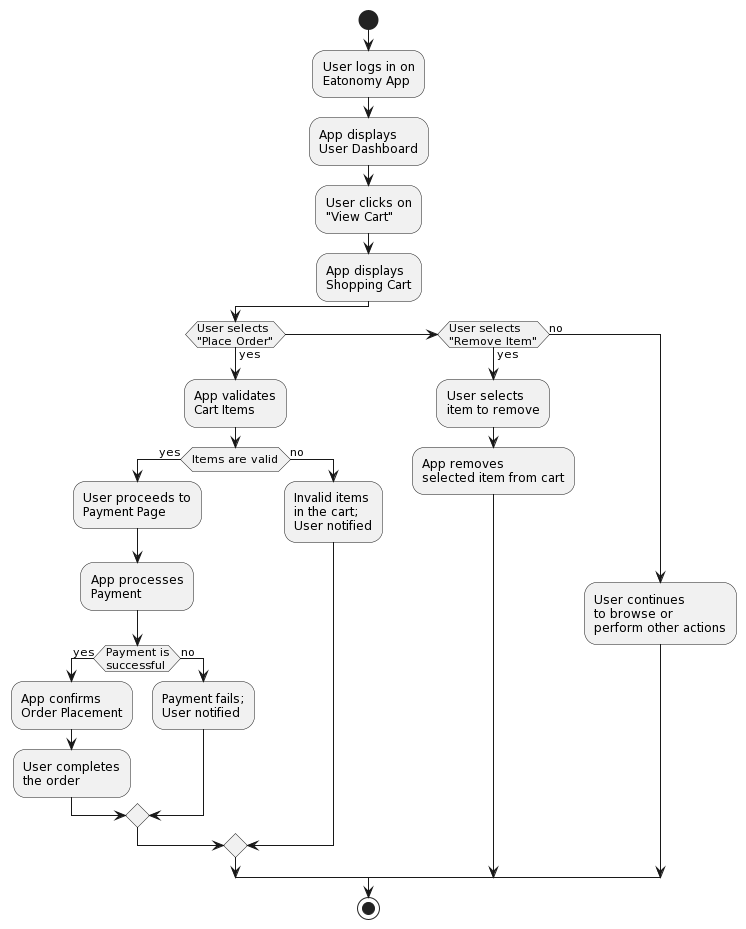 User logs in on
Eatonomy App
App displays
User Dashboard
User clicks on
"View Cart"
App displays
Shopping Cart
User selects
"Place Order"
yes
User selects
"Remove Item"
no
yes
App validates
Cart Items
User selects
item to remove
yes
Items are valid
no
App removes
selected item from cart
User proceeds to
Payment Page
Invalid items
in the cart;
User notified
App processes
Payment
User continues
to browse or
perform other actions
yes
Payment is
successful
no
App confirms
Order Placement
Payment fails;
User notified
User completes
the order